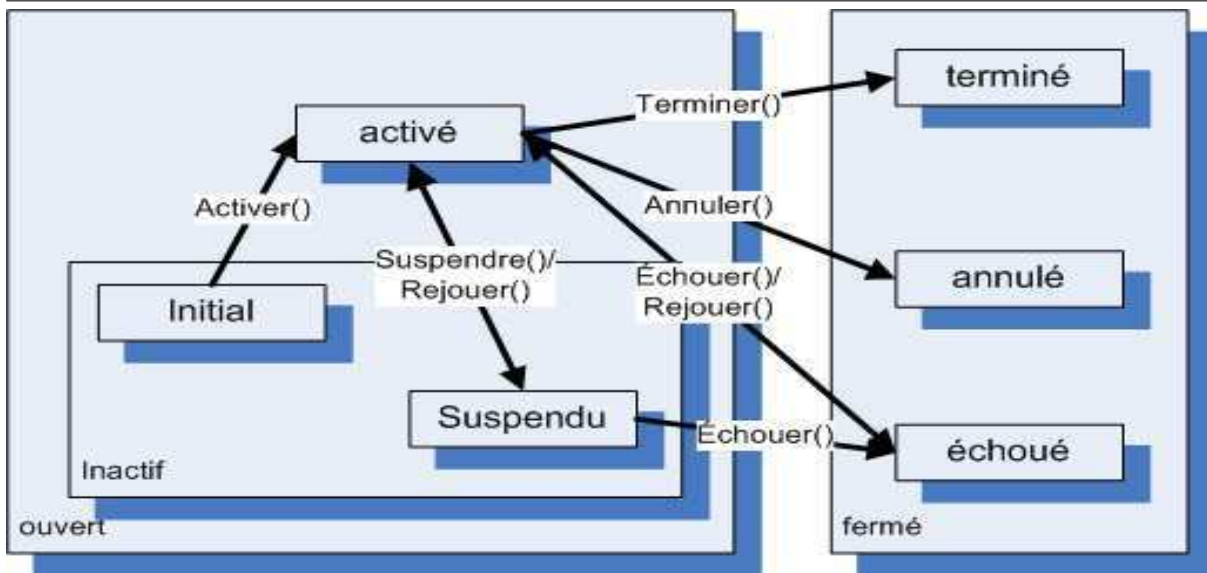 terminé
Terminer()
activé
Activer()
Annuler()
Suspendre()/
Rejouer()
Échouer()/
Rejouer()
annulé
Initial
Suspendu
Échouer()
échoué
Inactif
ouvert
fermé